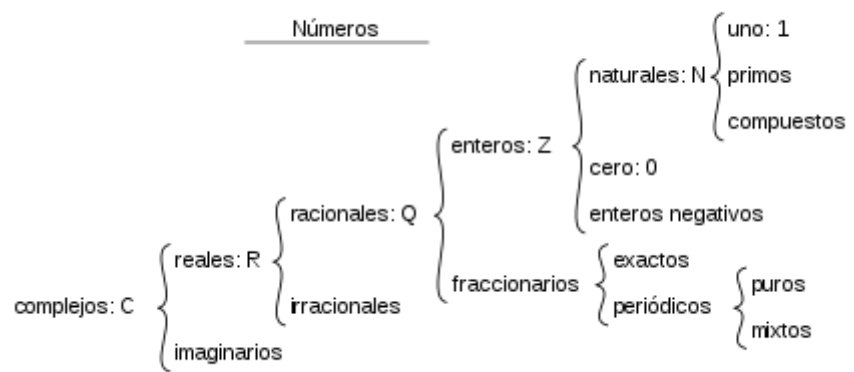 Números
uno: 1
naturales: N
primos
compuestos
enteros: Z
cero: 0
racionales: Q
enteros negativos
reales: R
exactos
fraccionarios
puros
complejos: C
irracionales
periódicos
mixtos
imaginarios